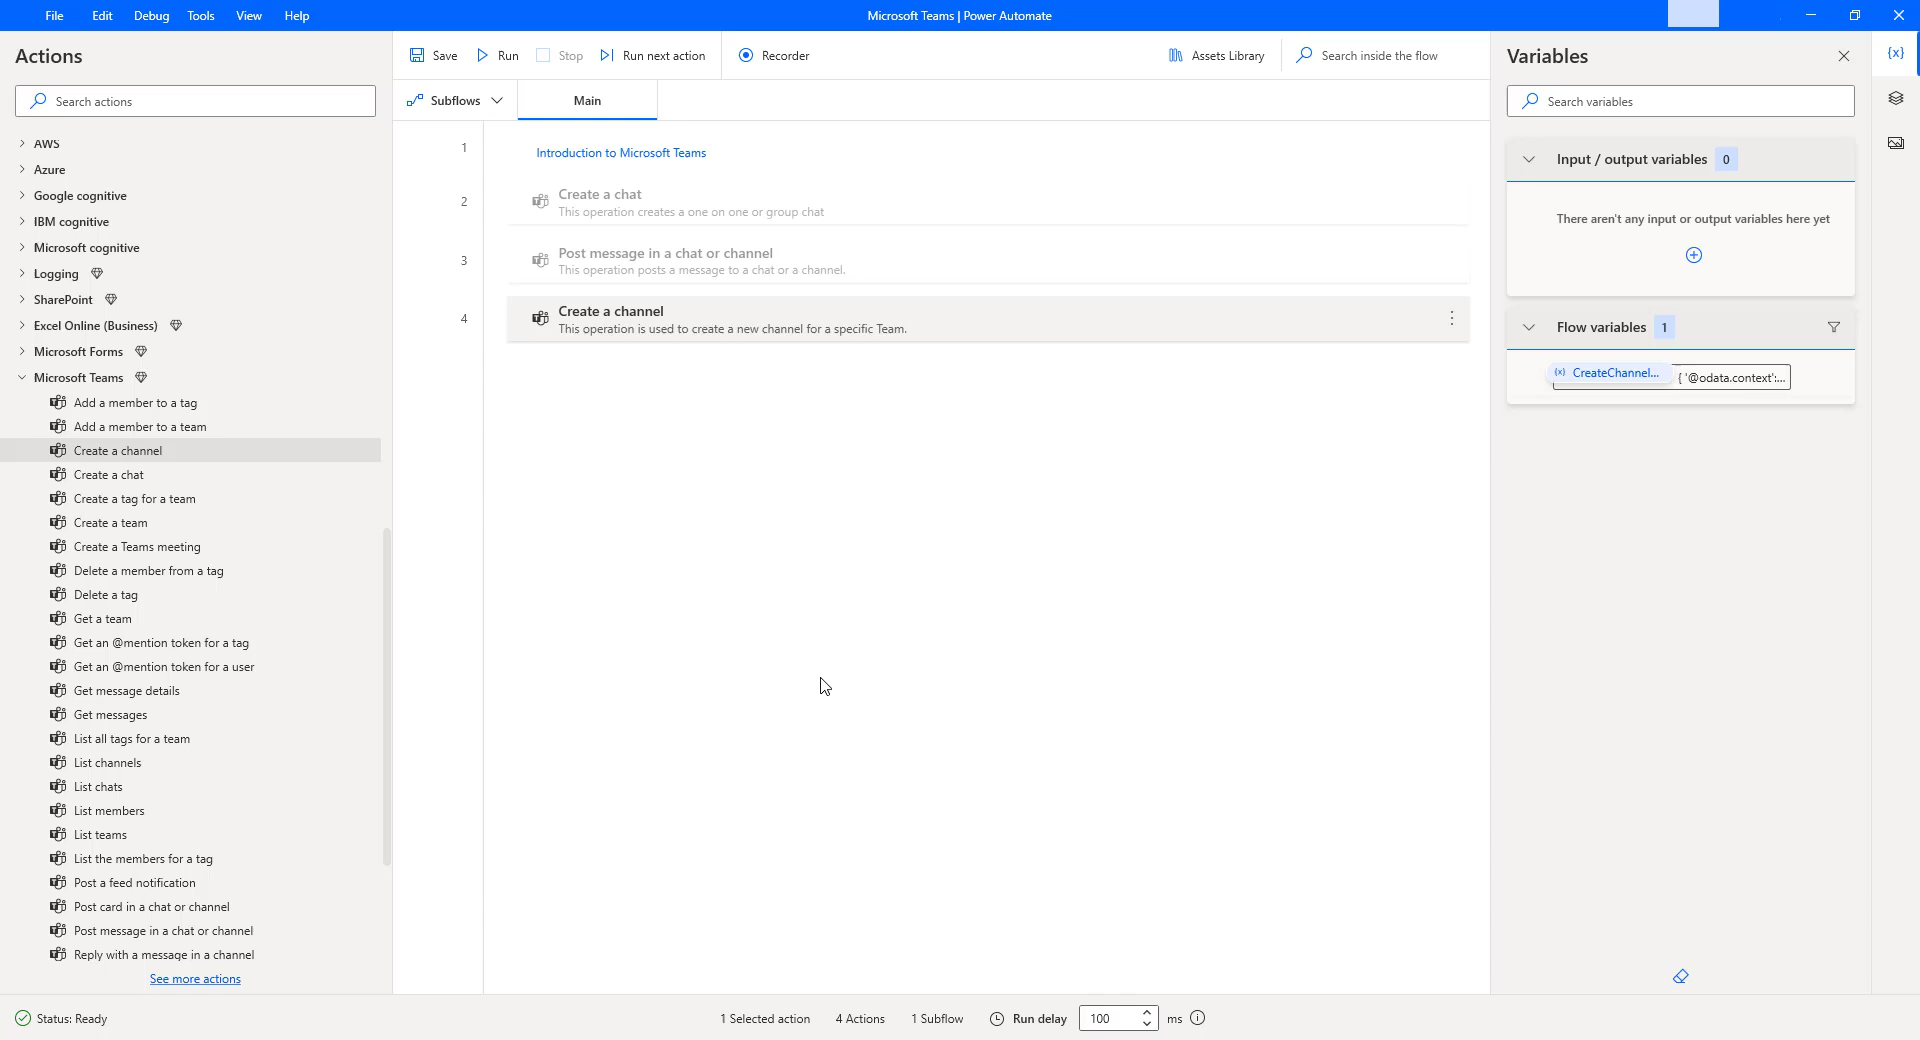 File Edit Debug Tools View Help
Microsoft Teams | Power Automate
Actions
Search actions
AWS
Azure
Google cognitive
IBM cognitive
Microsoft cognitive
Logging
SharePoint
Excel Online (Business)
Microsoft Forms
Microsoft Teams
Add a member to a tag
Add a member to a team
Create a channel
Create a chat
Create a tag for a team
Create a team
Create a Teams meeting
Delete a member from a tag
Delete a tag
Get a team
Get an @mention token for a tag
Get an @mention token for a user
Get message details
Get messages
List all tags for a team
List channels
List chats
List members
List teams
List the members for a tag
Post a feed notification
Post card in a chat or channel
Post message in a chat or channel
Reply with a message in a channel
See more actions
Save Run Stop Run next action Recorder Assets Library Search inside the flow
Subflows Main
1 Introduction to Microsoft Teams
2 Create a chat
This operation creates a one on one or group chat
3 Post message in a chat or channel
This operation posts a message to a chat or a channel.
4 Create a channel
This operation is used to create a new channel for a specific Team.
Variables
{x}
Search variables
Input / output variables 0
There aren't any input or output variables here yet
Flow variables 1
(x) CreateChannel... { '@odata.context':...
Status: Ready 1 Selected action 4 Actions 1 Subflow Run delay 100 ms